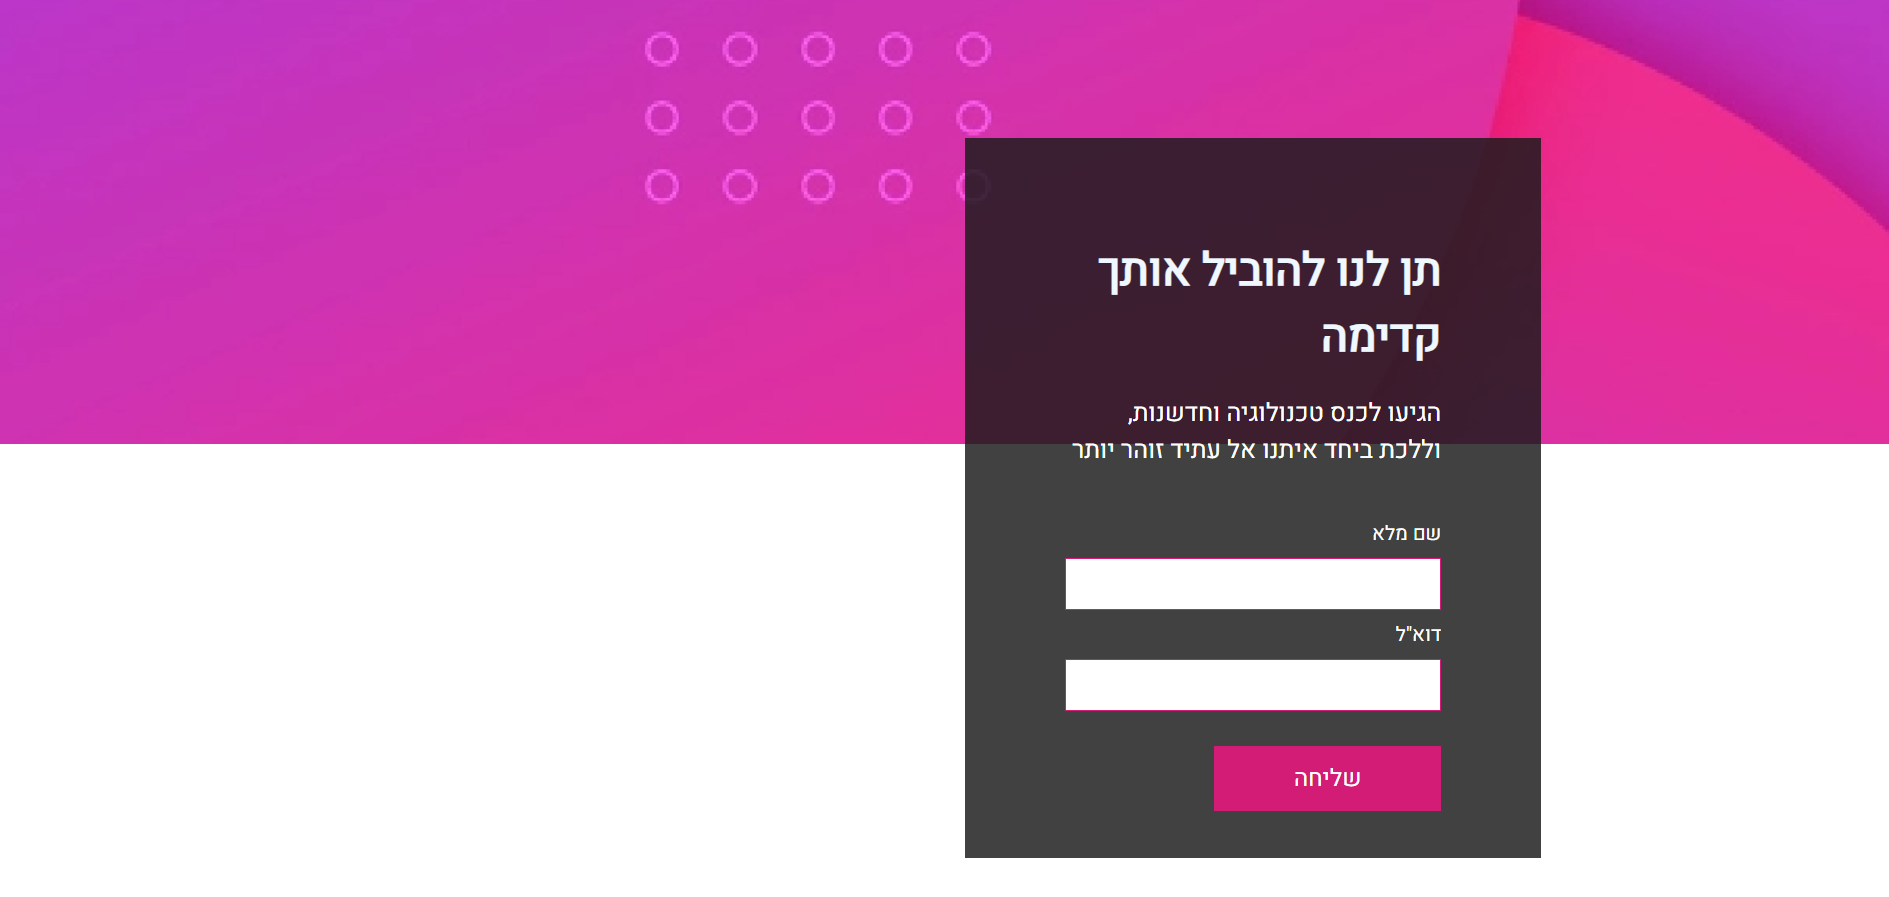 תן לנו להוביל אותך
קדימה
הגיעו לכנס טכנולוגיה וחדשנות,
וללכת ביחד איתנו אל עתיד זוהר יותר
שם מלא
דוא"ל
שליחה